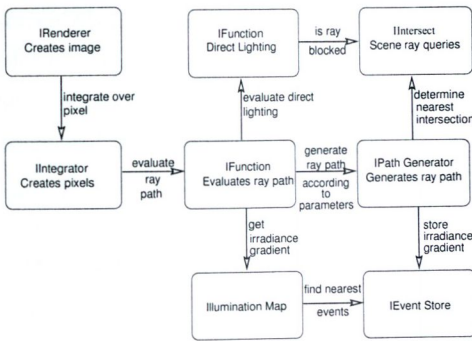 IRenderer
Creates image
IFunction
Direct Lighting
is ray
blocked
IIntersect
Scene ray queries
integrate over
pixel
evaluate direct
lighting
determine
nearest
intersection
IIntegrator
Creates pixels
evaluate
ray
path
IFunction
Evaluates ray path
generate
ray path
according
to
parameters
IPath Generator
Generates ray path
get
irradiance
gradient
store
irradiance
gradient
Illumination Map
find nearest
events
IEvent Store